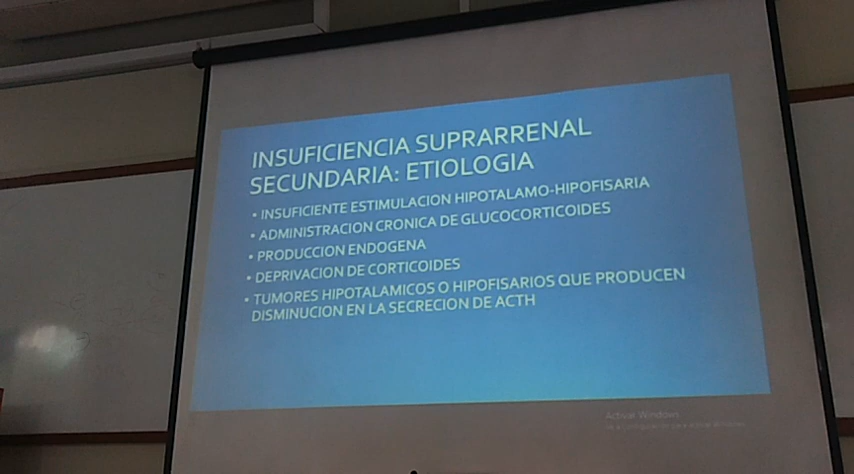 INSUFICIENCIA SUPRARRENAL
SECUNDARIA: ETIOLOGIA
• INSUFICIENTE ESTIMULACION HIPOTALAMO-HIPOFISARIA
• ADMINISTRACION CRONICA DE GLUCOCORTICOIDES
• PRODUCCION ENDOGENA
• DEPRIVACION DE CORTICOIDES
• TUMORES HIPOTALAMICOS O HIPOFISARIOS QUE PRODUCEN
DISMINUCION EN LA SECRECION DE ACTH
Activar Windows